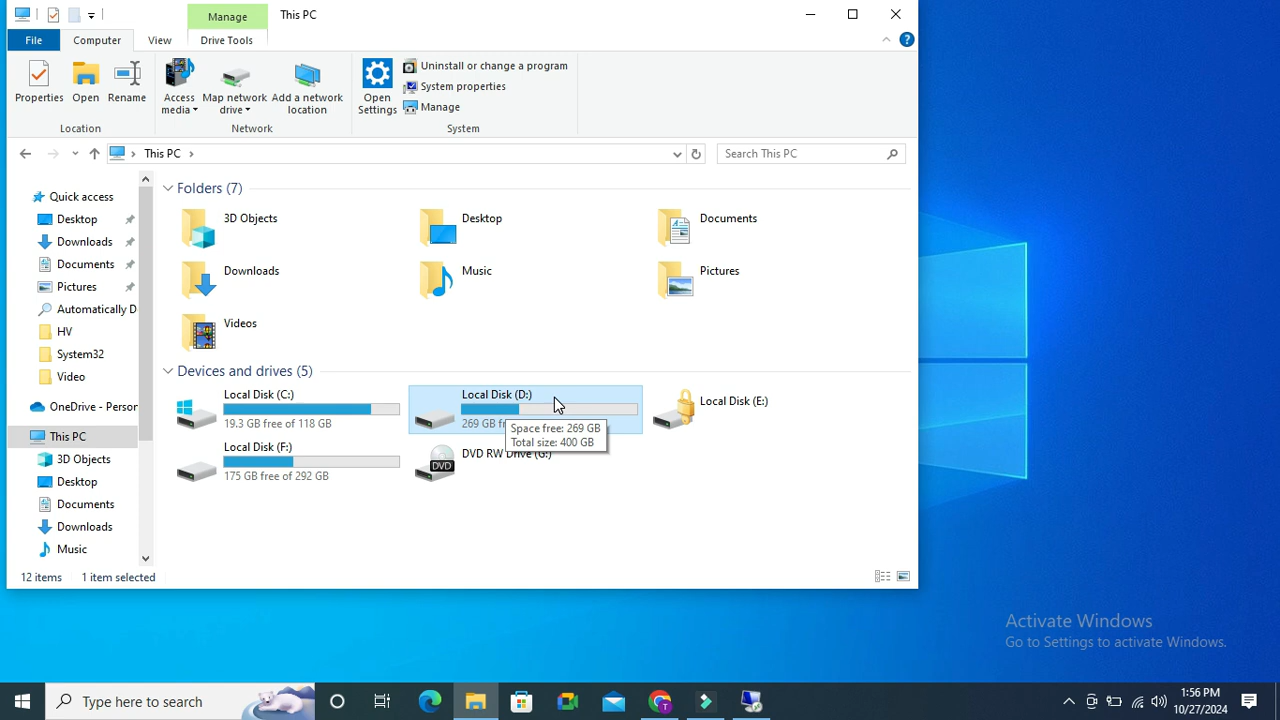 Manage
This PC
File
Computer
View
Drive Tools
Properties
Open
Rename
Access media
Map network drive
Add a network location
Open Settings
Uninstall or change a program
System properties
Manage
Location
Network
System
This PC
Search This PC
Quick access
Desktop
Downloads
Documents
Pictures
Automatically D
HV
System32
Video
OneDrive - Person
This PC
3D Objects
Desktop
Documents
Downloads
Music
Folders (7)
3D Objects
Desktop
Documents
Downloads
Music
Pictures
Videos
Devices and drives (5)
Local Disk (C:)
19.3 GB free of 118 GB
Local Disk (D:)
269 GB
Space free: 269 GB
Total size: 400 GB
Local Disk (E:)
Local Disk (F:)
175 GB free of 292 GB
DVD RW Drive (G:)
DVD
12 items
1 item selected
Activate Windows
Go to Settings to activate Windows.
Type here to search
T
1:56 PM
10/27/2024